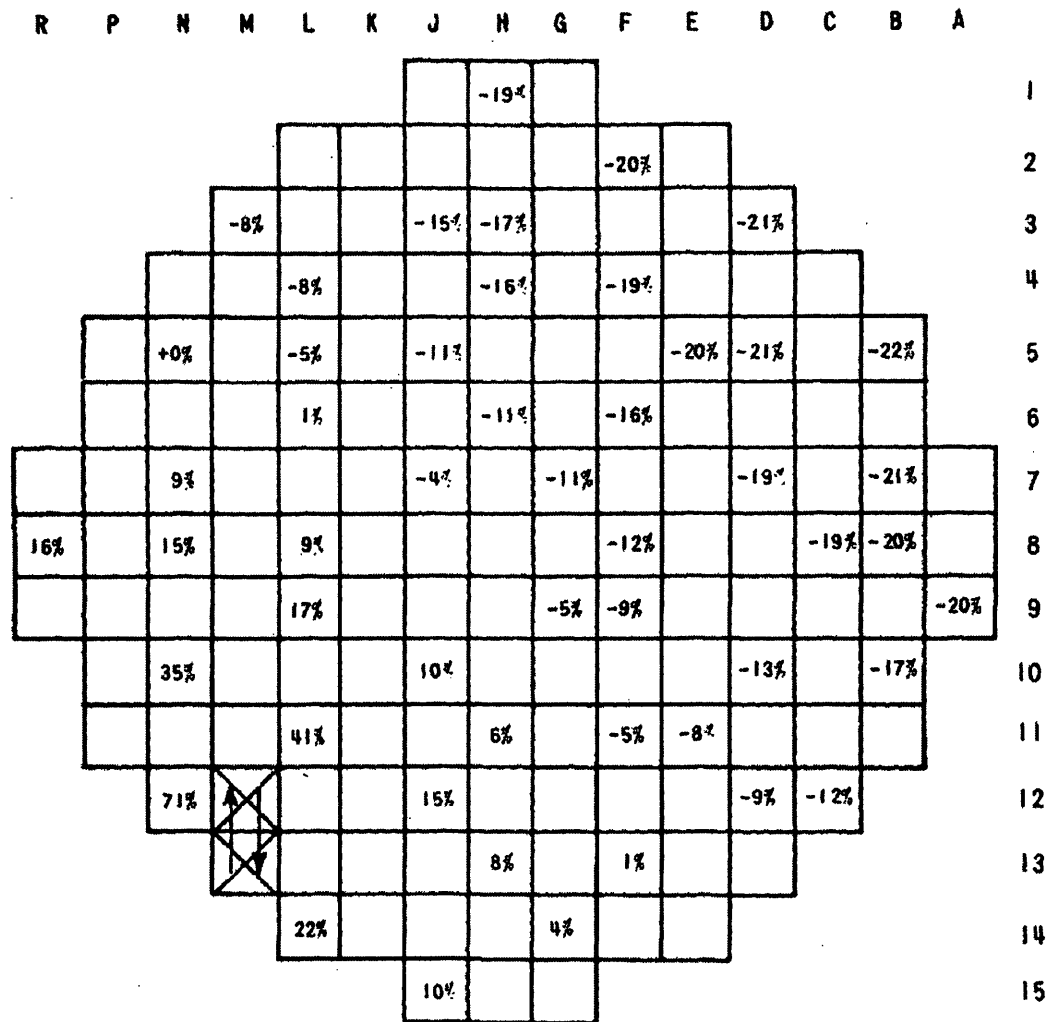 R P N M L K J H G F E D C B A
-19% 1
-20% 2
-8% -15% -17% -21% 3
-8% -16% -19% 4
+0% -5% -11% -20% -21% -22% 5
1% -11% -16% 6
9% -4% -11% -19% -21% 7
16% 15% 9% -12% -19% -20% 8
17% -5% -9% -20% 9
35% 10% -13% -17% 10
41% 6% -5% -8% 11
71% 15% -9% -12% 12
8% 1% 13
22% 4% 14
10% 15